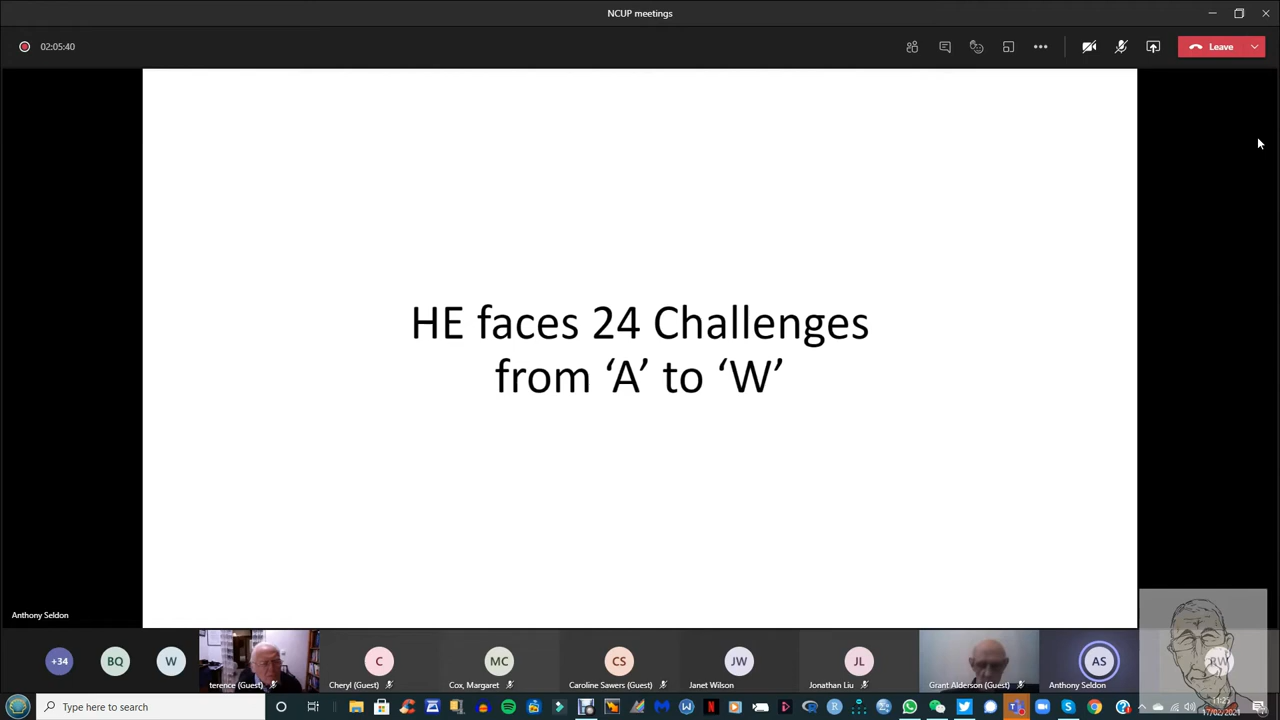 NCUP meetings
02:05:40
Leave
HE faces 24 Challenges
from ‘A’ to ‘W’
Anthony Seldon
+34
BQ
W
terence (Guest)
C
Cheryl (Guest)
MC
Cox, Margaret
CS
Caroline Sawers (Guest)
JW
Janet Wilson
JL
Jonathan Liu
Grant Alderson (Guest)
AS
Anthony Seldon
RW
Type here to search